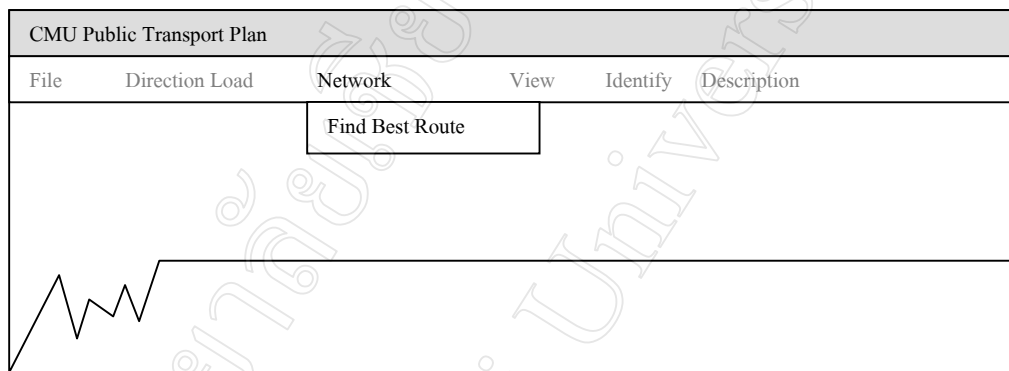 CMU Public Transport Plan
File Direction Load Network View Identify Description
Find Best Route